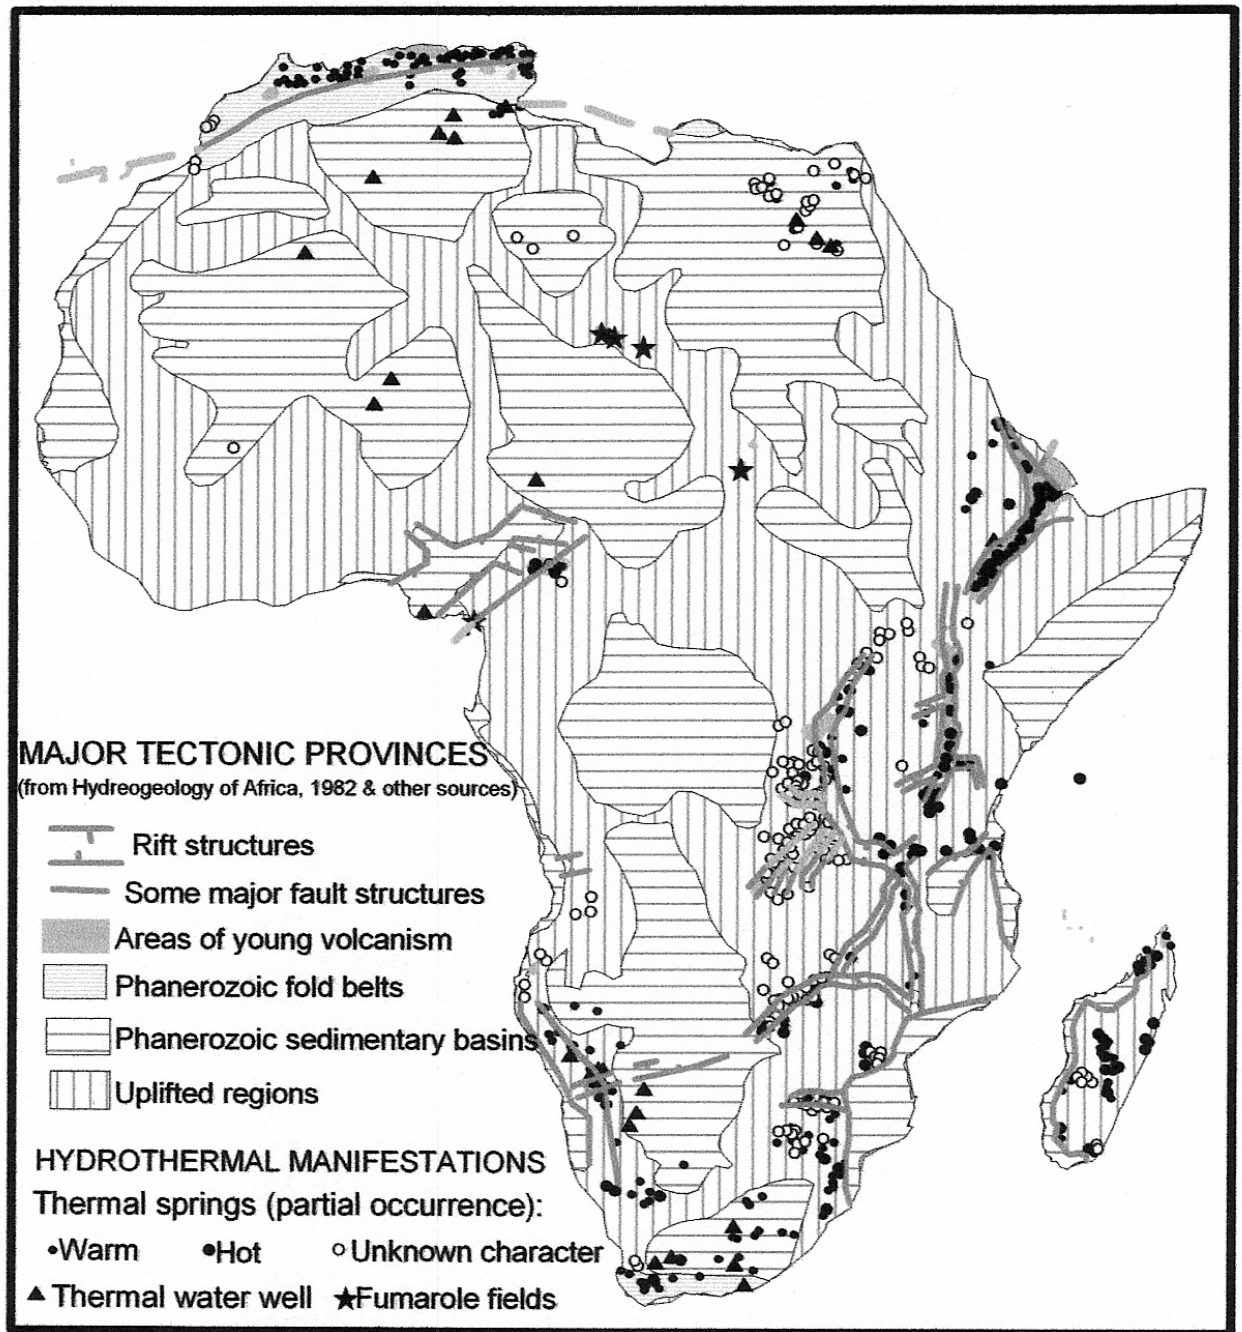 MAJOR TECTONIC PROVINCES
(from Hydreogeology of Africa, 1982 & other sources)
Rift structures
Some major fault structures
Areas of young volcanism
Phanerozoic fold belts
Phanerozoic sedimentary basins
Uplifted regions
HYDROTHERMAL MANIFESTATIONS
Thermal springs (partial occurrence):
Warm Hot Unknown character
Thermal water well Fumarole fields